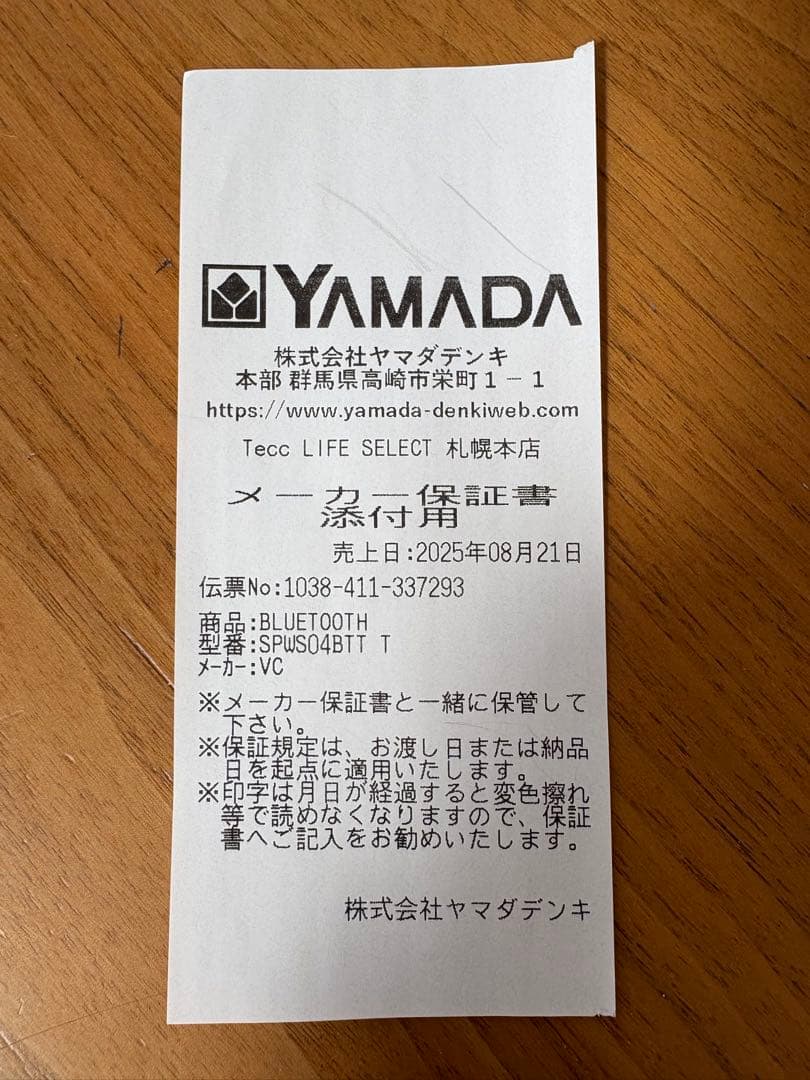 YAMADA
株式会社ヤマダデンキ
本部 群馬県高崎市栄町1-1
https://www.yamada-denkiweb.com
Tecc LIFE SELECT 札幌本店
メーカー保証書
添付用
売上日:2025年08月21日
伝票No:1038-411-337293
商品:BLUETOOTH
型番:SPWS04BTT T
メーカー:VC
※メーカー保証書と一緒に保管して
下さい。
※保証規定は、お渡し日または納品
日を起点に適用いたします。
※印字は月日が経過すると変色擦れ
等で読めなくなりますので、保証
書へご記入をお勧めいたします。
株式会社ヤマダデンキ